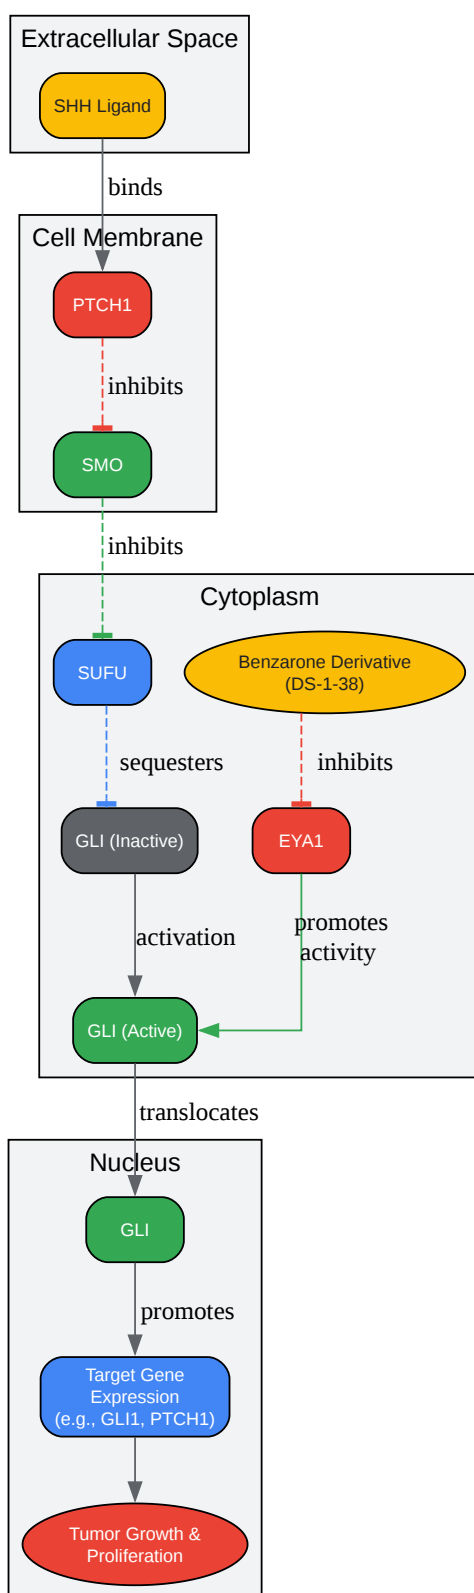 Extracellular Space
SHH Ligand
binds
Cell Membrane
PTCH1
inhibits
SMO
inhibits
Cytoplasm
SUFU
Benzarone Derivative
(DS-1-38)
sequesters
inhibits
GLI (Inactive)
EYA1
activation
promotes
activity
GLI (Active)
translocates
Nucleus
GLI
promotes
Target Gene
Expression
(e.g., GLI1, PTCH1)
Tumor Growth &
Proliferation